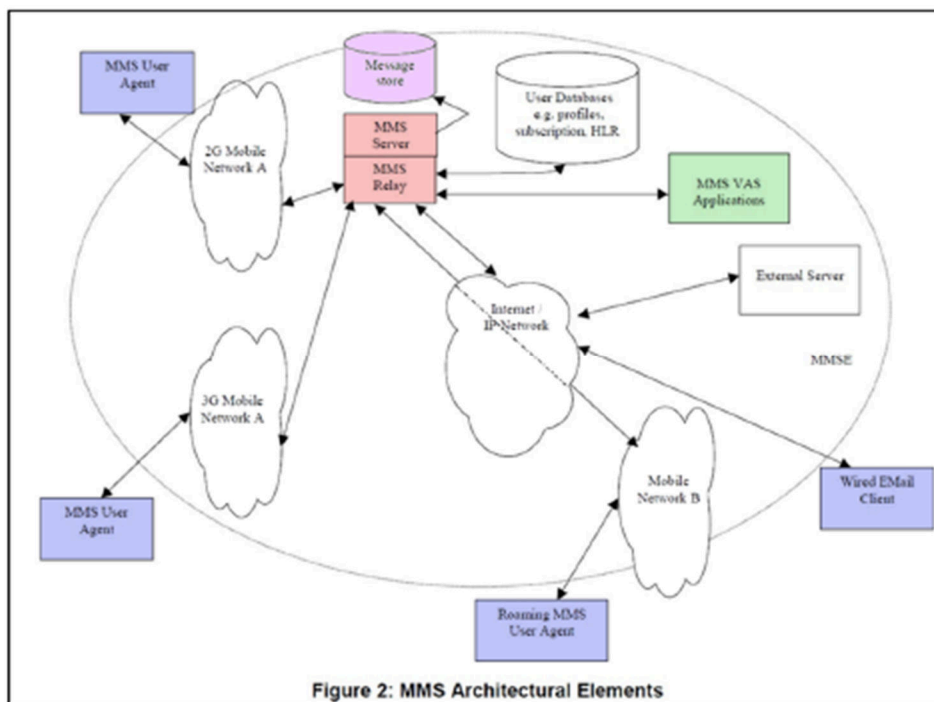 MMS User
Agent
Message
store
User Databases
e.g. profiles,
subscription, HLR
MMS
Server
2G Mobile
Network A
MMS
Relay
MMS VAS
Applications
External Server
Internet /
IP Network
MMSE
3G Mobile
Network A
Mobile
Network B
Wired EMail
Client
MMS User
Agent
Roaming MMS
User Agent
Figure 2: MMS Architectural Elements